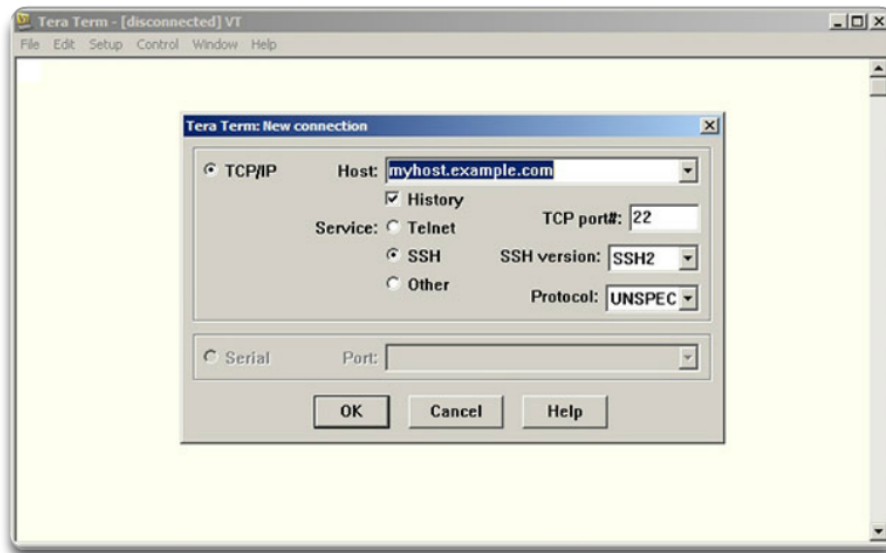 Tera Term - [disconnected] VT
File Edit Setup Control Window Help
Tera Term: New connection
TCP/IP Host: myhost.example.com
History
Service: Telnet TCP port#: 22
SSH SSH version: SSH2
Other Protocol: UNSPEC
Serial Port:
OK Cancel Help